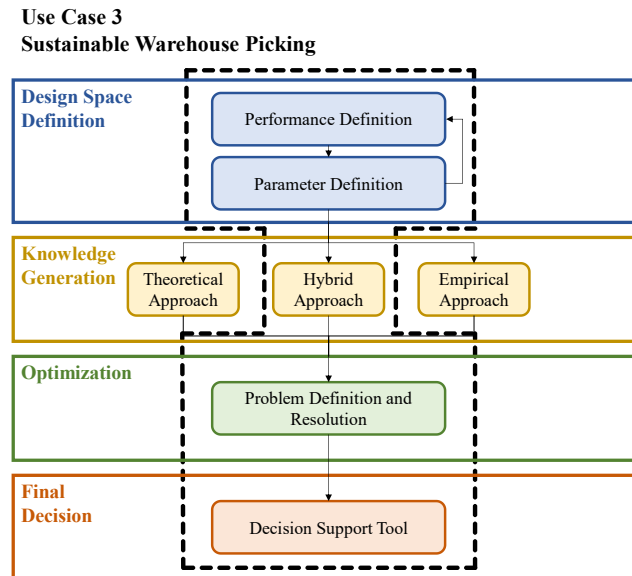 Use Case 3
Sustainable Warehouse Picking
Design Space
Definition
Performance Definition
Parameter Definition
Knowledge
Generation
Theoretical
Approach
Hybrid
Approach
Empirical
Approach
Optimization
Problem Definition and
Resolution
Final
Decision
Decision Support Tool